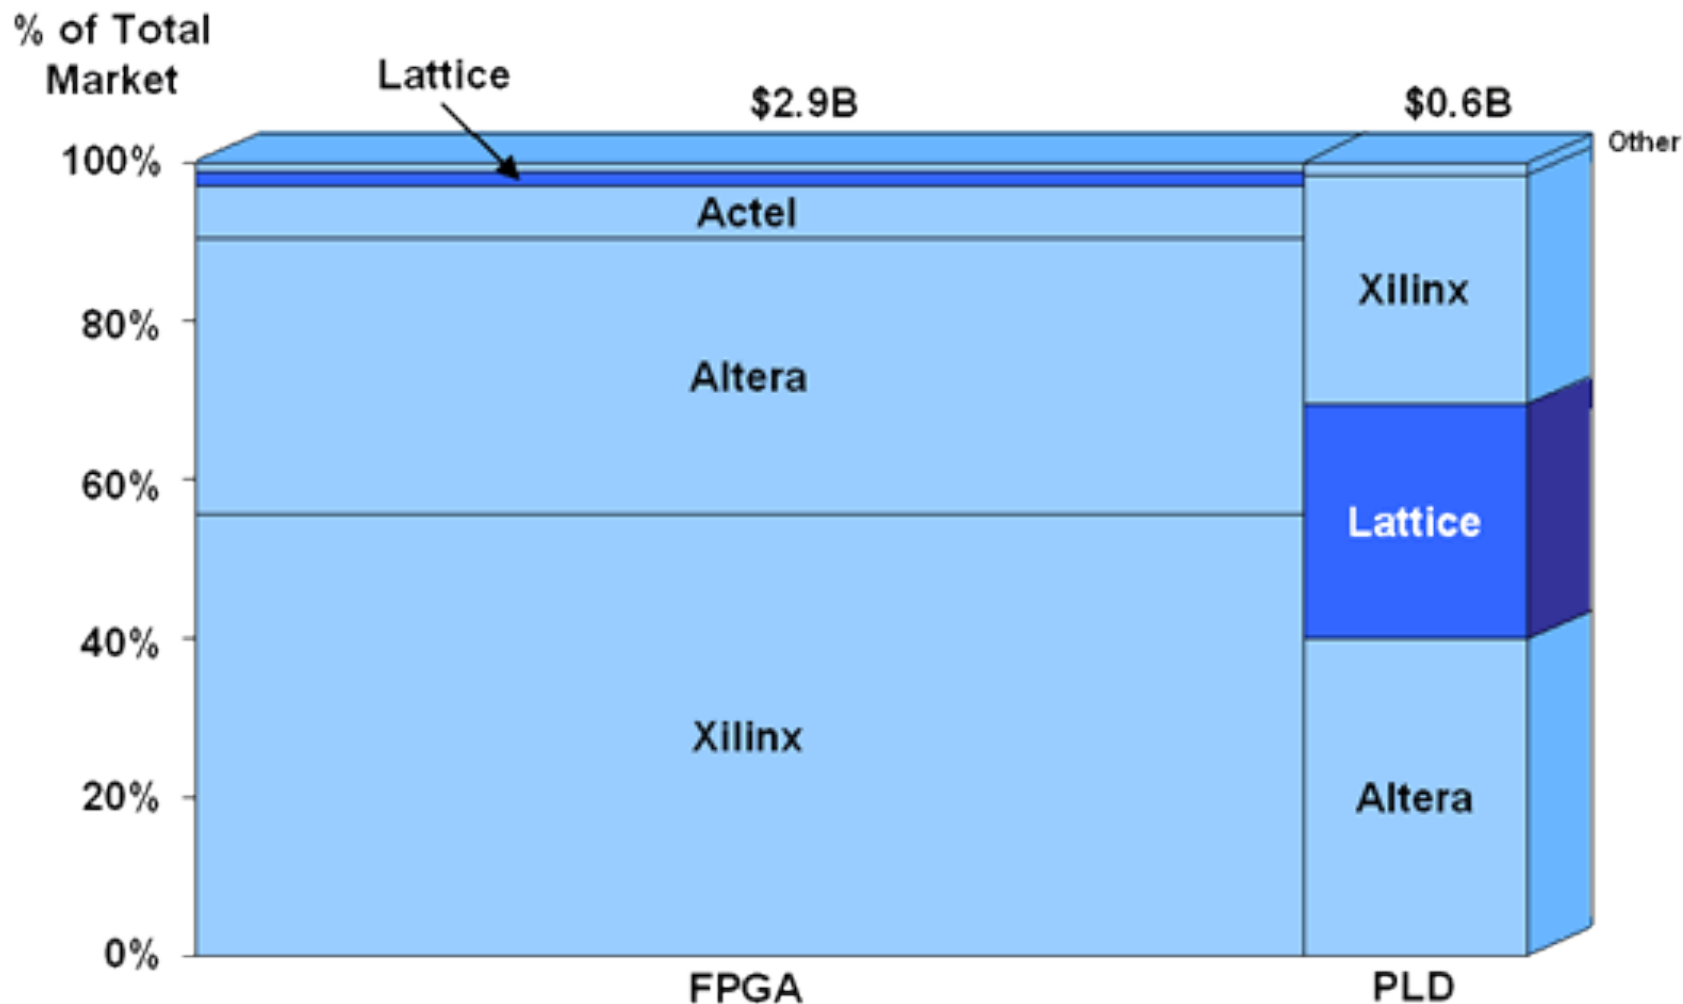 % of Total
Market
Lattice
$2.9B
$0.6B
Other
100%
Actel
Xilinx
80%
Altera
60%
Lattice
40%
Xilinx
20%
Altera
0%
FPGA
PLD